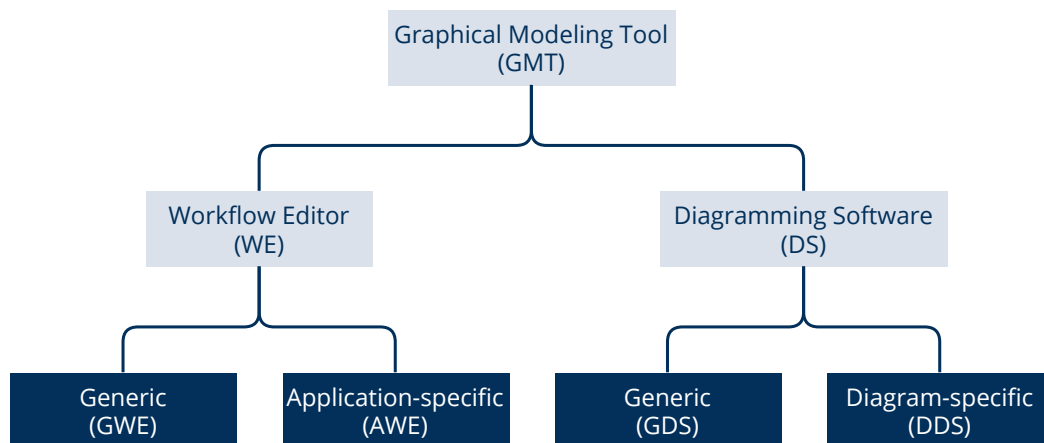 Graphical Modeling Tool
(GMT)
Workflow Editor
(WE)
Diagramming Software
(DS)
Generic
(GWE)
Application-specific
(AWE)
Generic
(GDS)
Diagram-specific
(DDS)